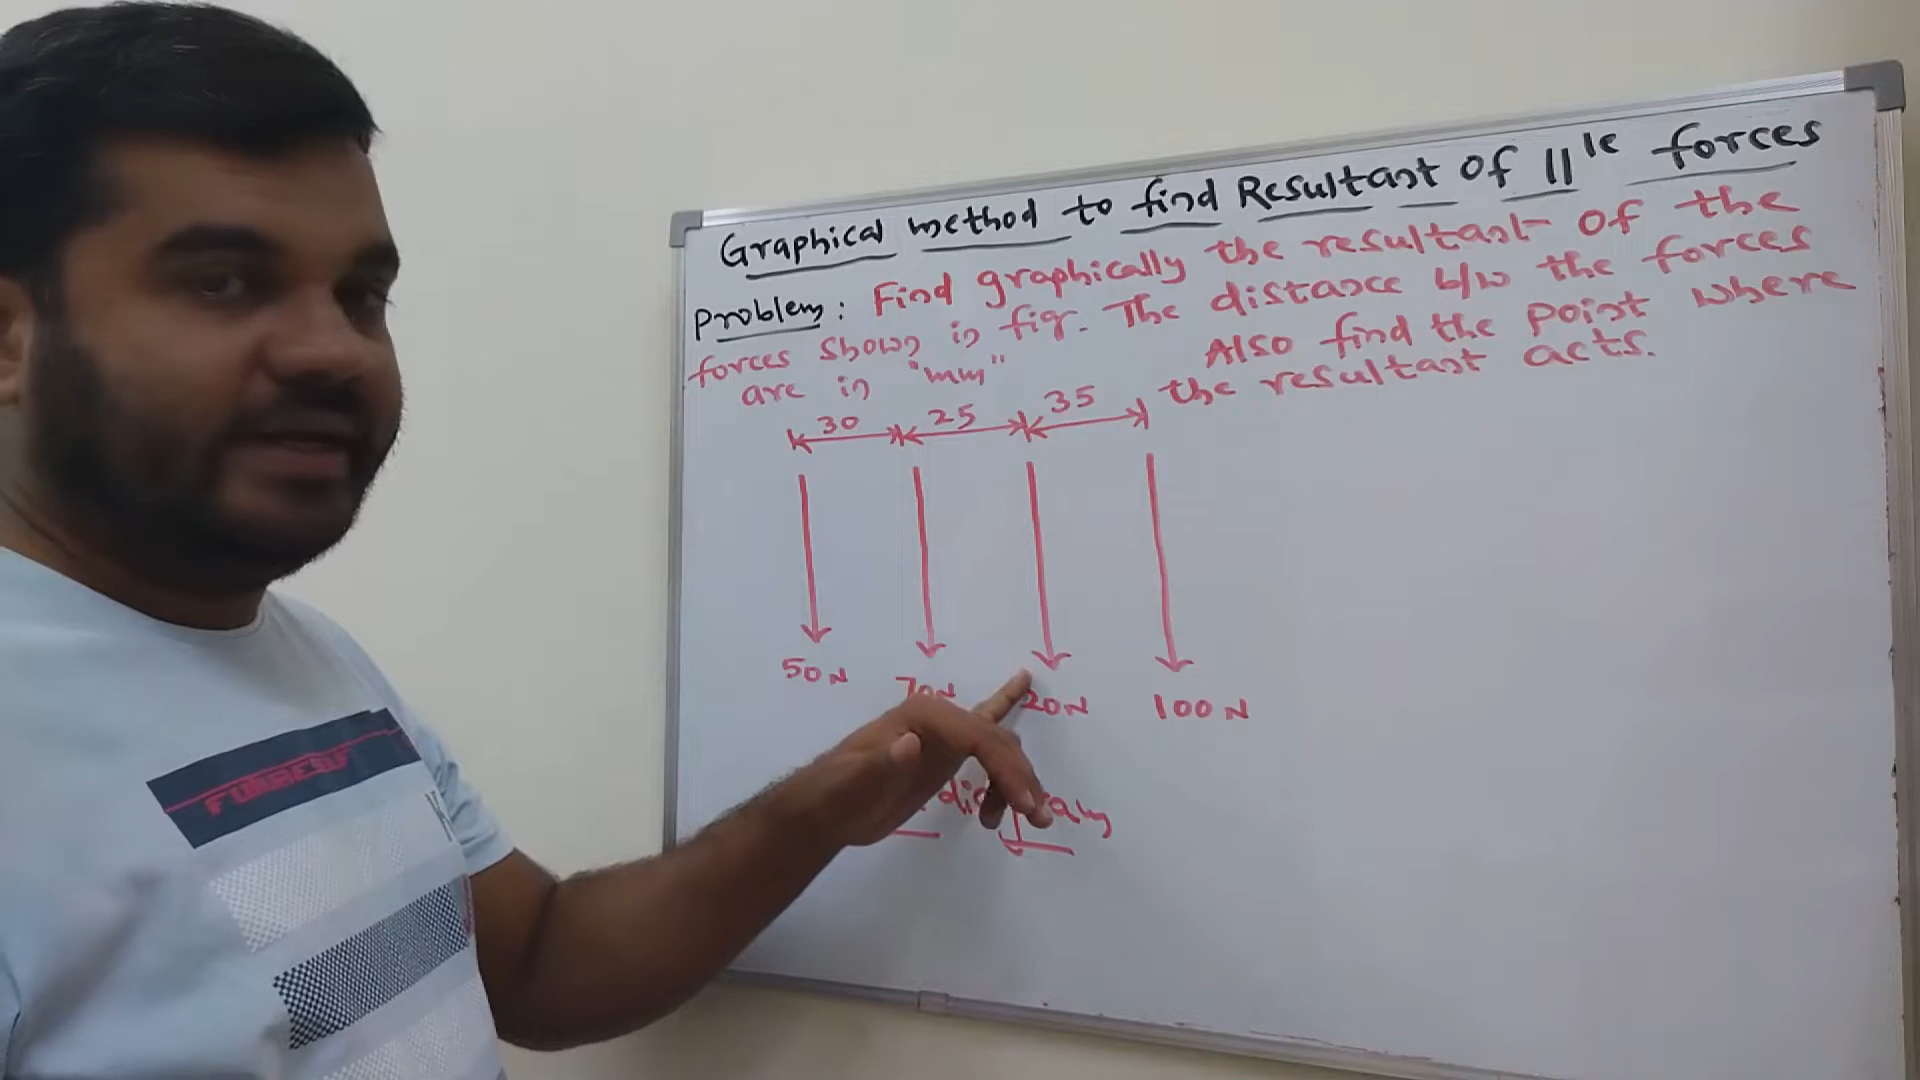 Graphical method to find Resultant of ||le forces
Problem: Find graphically the resultant of the
forces shown in fig. The distance b/w the forces
are in "mm" Also find the point where
the resultant acts.
30 25 35
50N 70N 20N 100N